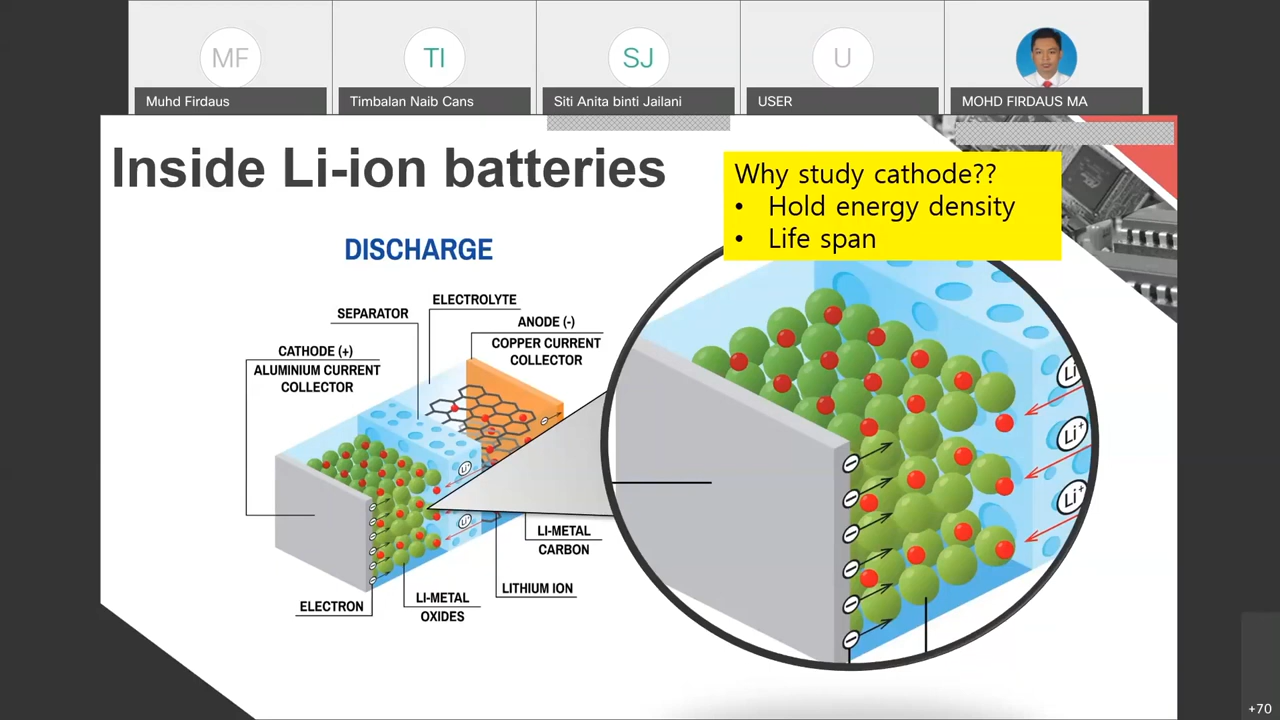 MF
TI
SJ
U
Muhd Firdaus
Timbalan Naib Cans
Siti Anita binti Jailani
USER
MOHD FIRDAUS MA
Inside Li-ion batteries
Why study cathode??
• Hold energy density
• Life span
DISCHARGE
ELECTROLYTE
SEPARATOR
ANODE (-)
COPPER CURRENT
COLLECTOR
CATHODE (+)
ALUMINIUM CURRENT
COLLECTOR
Li+
Li+
Li
Li+
Li+
LI-METAL
CARBON
LITHIUM ION
LI-METAL
OXIDES
ELECTRON
+70